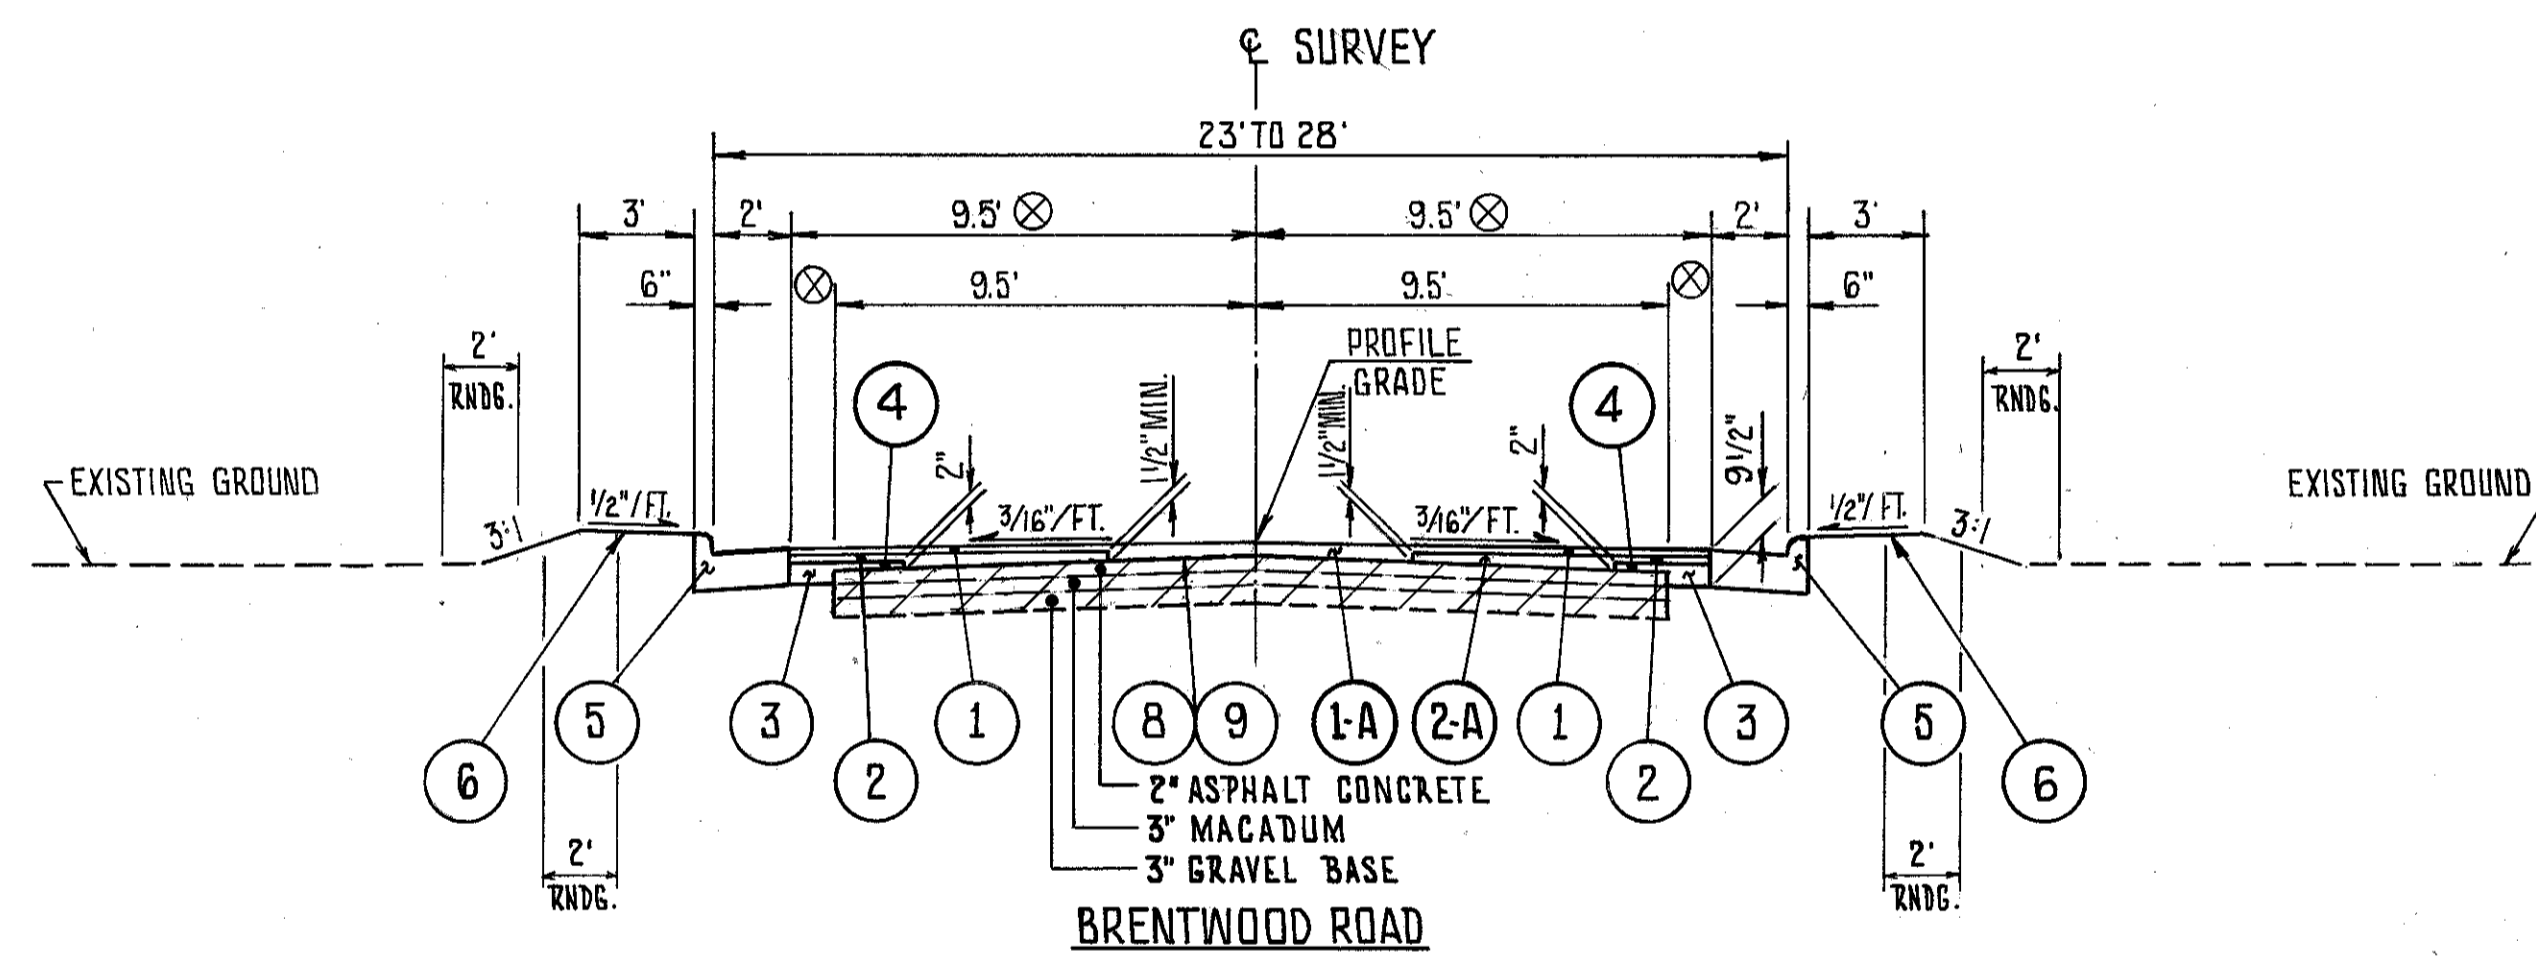 ℄ SURVEY
23' TO 28'
3' 2' 9.5' 9.5' 2' 3'
6" 9.5' 9.5' 6"
2' RNDG.
PROFILE GRADE
2' RNDG.
4 4
2" 1 1/2" MIN. 1 1/2" MIN. 2" 9 1/2"
EXISTING GROUND
EXISTING GROUND
3:1 1/2"/FT. 3/16"/FT. 3/16"/FT. 1/2"/FT. 3:1
5 3 1 8 9 1-A 2-A 1 3 5
6 2 2 6
2" ASPHALT CONCRETE
3" MACADUM
3" GRAVEL BASE
2' RNDG.
2' RNDG.
BRENTWOOD ROAD